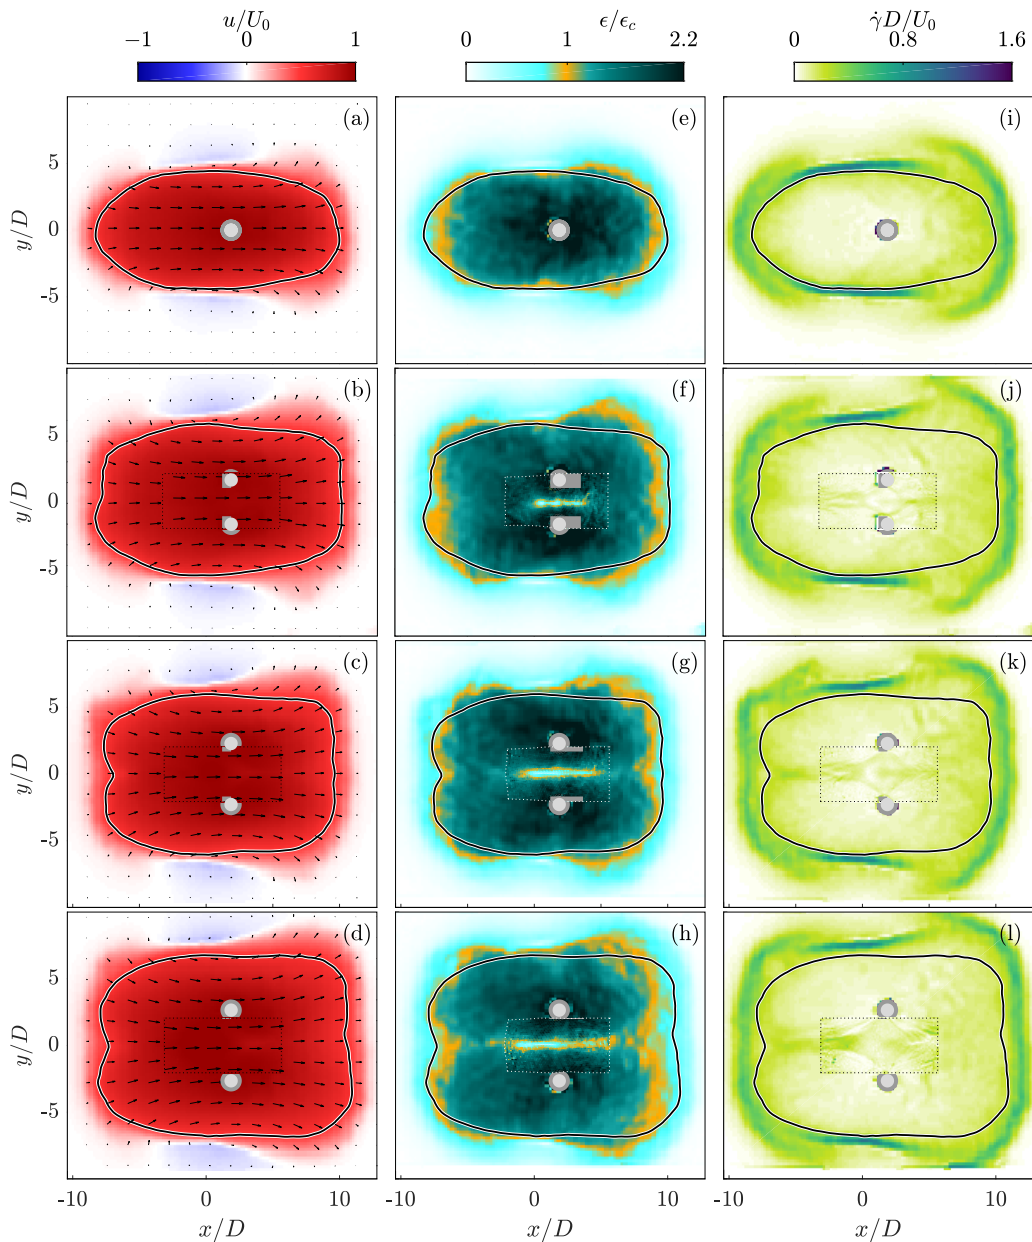 u/U₀ ϵ/ϵ_c γ̇D/U₀
−1 0 1 0 1 2.2 0 0.8 1.6
(a) (e) (i)
5
0
-5
y/D
(b) (f) (j)
5
0
-5
y/D
(c) (g) (k)
5
0
-5
y/D
(d) (h) (l)
5
0
-5
y/D
-10 0 10 0 10 -10 0 10
x/D x/D x/D